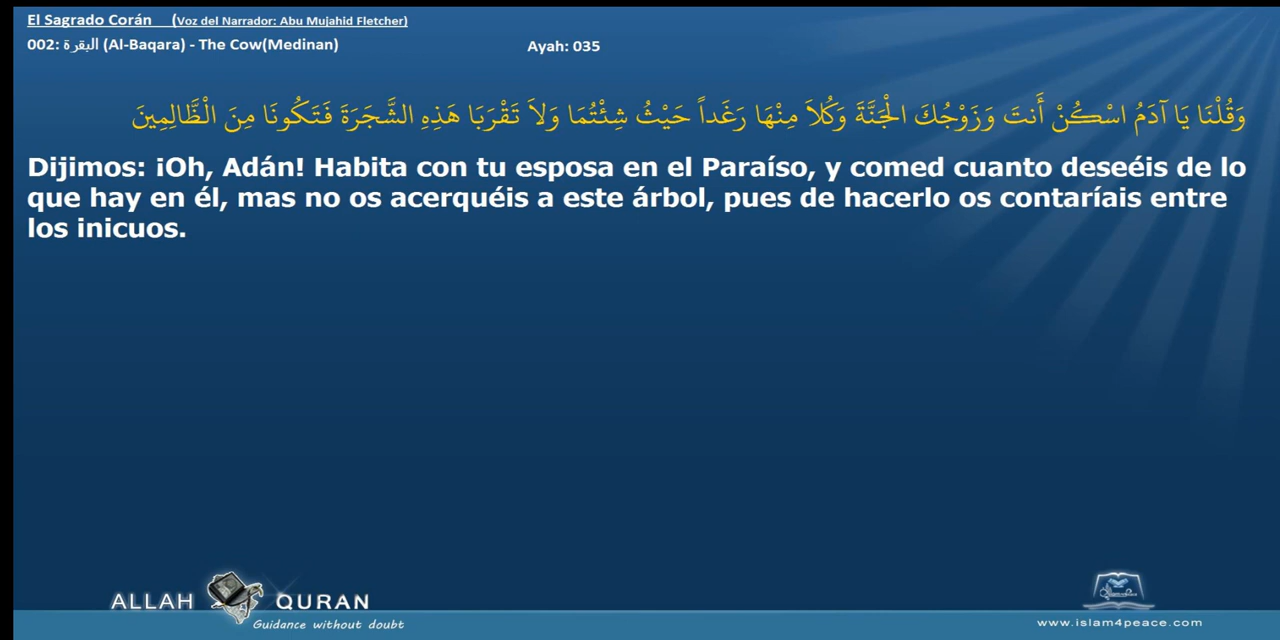 El Sagrado Corán (Voz del Narrador: Abu Mujahid Fletcher)
002: البقرة (Al-Baqara) - The Cow(Medinan) Ayah: 035
وَقُلْنَا يَا آدَمُ اسْكُنْ أَنتَ وَزَوْجُكَ الْجَنَّةَ وَكُلاَ مِنْهَا رَغَداً حَيْثُ شِئْتُمَا وَلاَ تَقْرَبَا هَذِهِ الشَّجَرَةَ فَتَكُونَا مِنَ الْظَّالِمِينَ
Dijimos: ¡Oh, Adán! Habita con tu esposa en el Paraíso, y comed cuanto deseéis de lo
que hay en él, mas no os acerquéis a este árbol, pues de hacerlo os contaríais entre
los inicuos.
ALLAH QURAN
Guidance without doubt
www.islam4peace.com